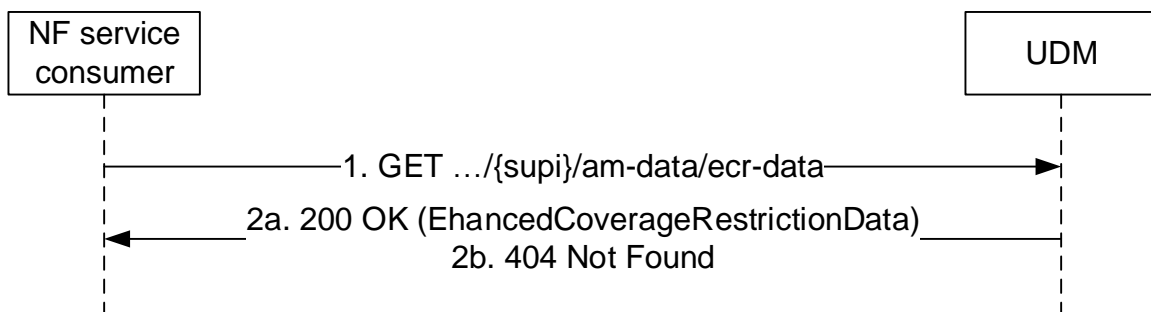 NF service
consumer
UDM
1. GET …/{supi}/am-data/ecr-data
2a. 200 OK (EhancedCoverageRestrictionData)
2b. 404 Not Found